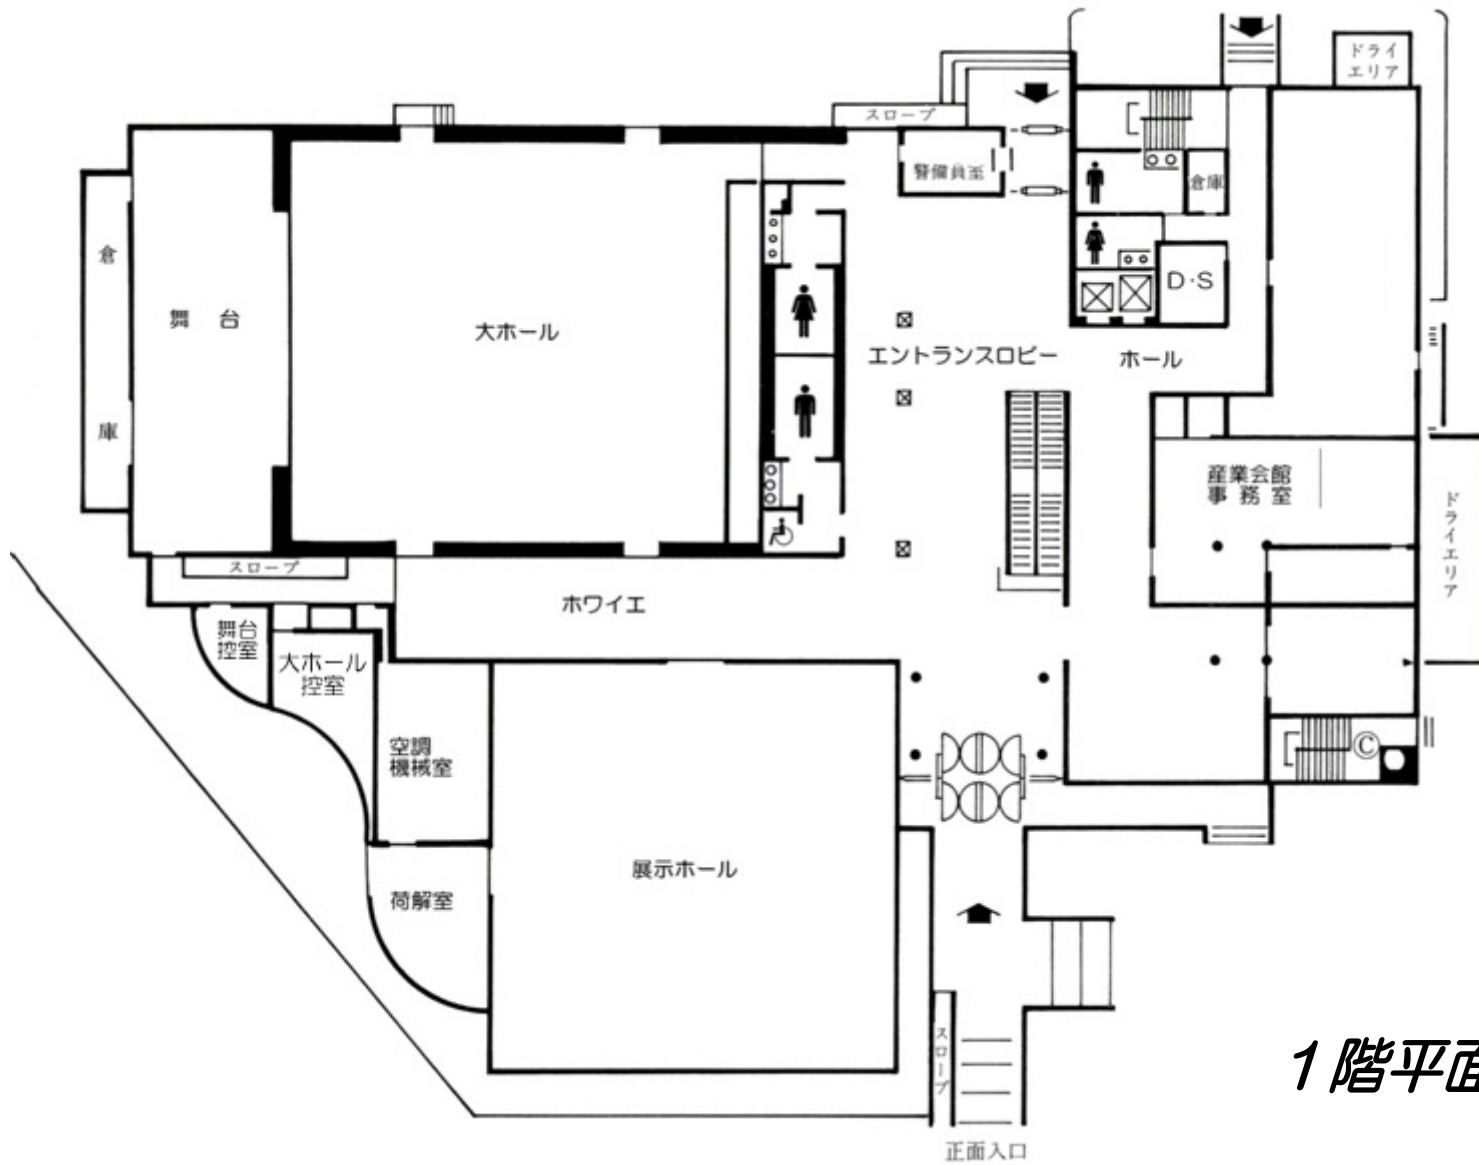 ドライ
エリア
スロープ
警備員室
倉庫
D・S
倉
庫
舞台
大ホール
エントランスロビー
ホール
産業会館
事務室
ドライエリア
スロープ
ホワイエ
舞台
控室
大ホール
控室
空調
機械室
C
展示ホール
荷解室
スロープ
1階平面
正面入口